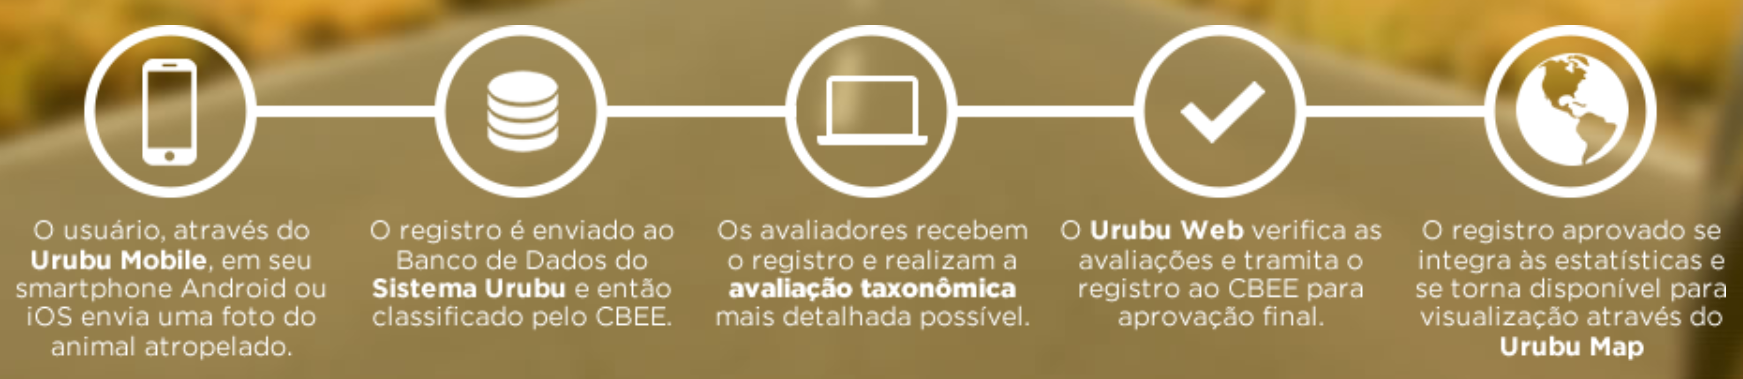 O usuário, através do
Urubu Mobile, em seu
smartphone Android ou
iOS envia uma foto do
animal atropelado.
O registro é enviado ao
Banco de Dados do
Sistema Urubu e então
classificado pelo CBEE.
Os avaliadores recebem
o registro e realizam a
avaliação taxonômica
mais detalhada possível.
O Urubu Web verifica as
avaliações e tramita o
registro ao CBEE para
aprovação final.
O registro aprovado se
integra às estatísticas e
se torna disponível para
visualização através do
Urubu Map